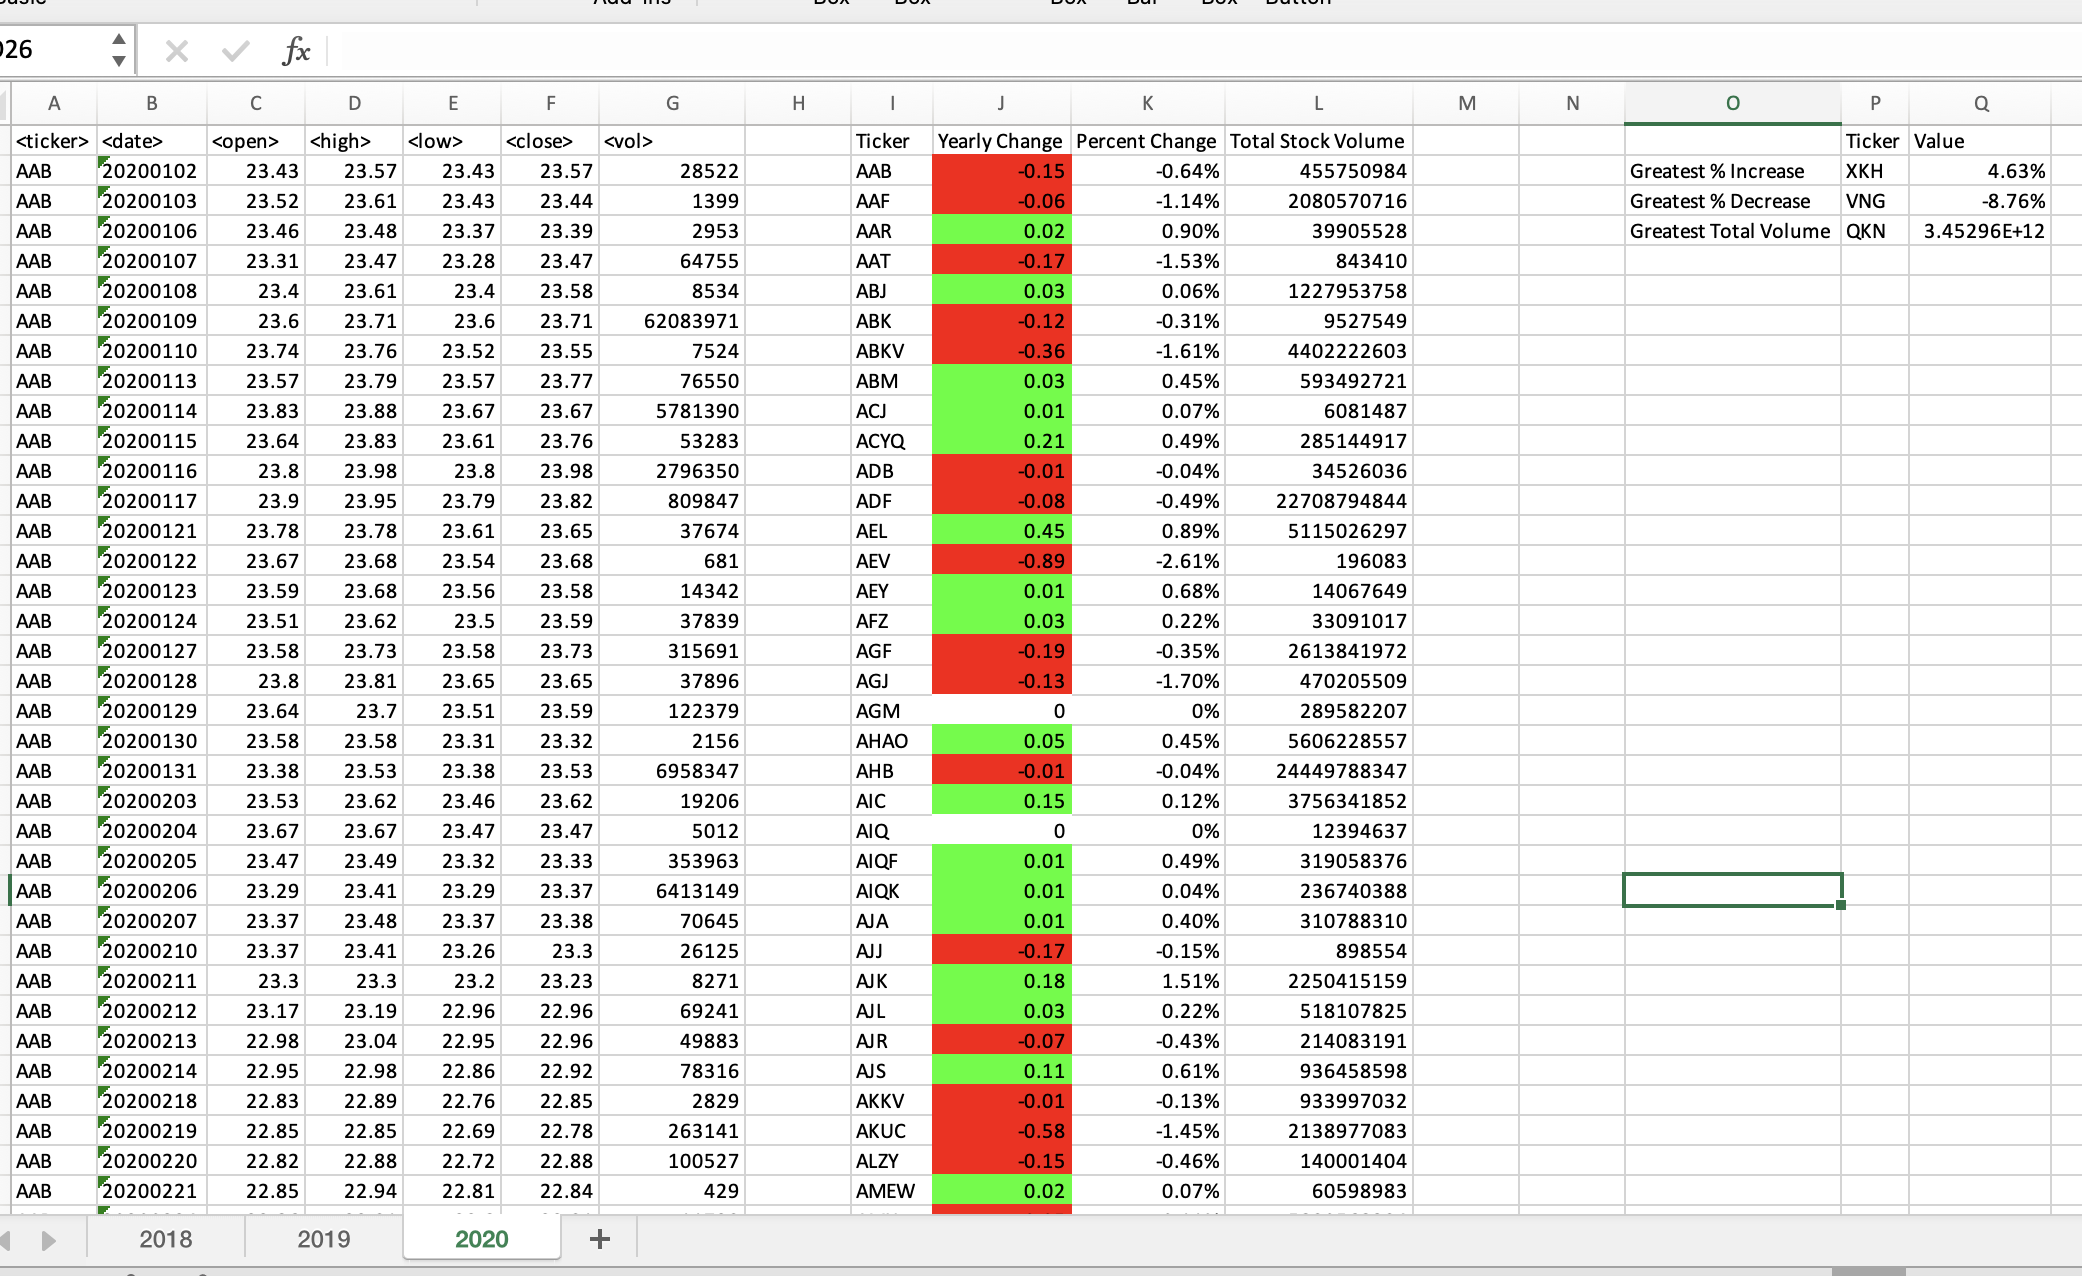 Add-Ins Box Box Box Bar Box Button
026 fx
A B C D E F G H I J K L M N O P Q
<ticker> <date> <open> <high> <low> <close> <vol> Ticker Yearly Change Percent Change Total Stock Volume Ticker Value
AAB 20200102 23.43 23.57 23.43 23.57 28522 AAB -0.15 -0.64% 455750984 Greatest % Increase XKH 4.63%
AAB 20200103 23.52 23.61 23.43 23.44 1399 AAF -0.06 -1.14% 2080570716 Greatest % Decrease VNG -8.76%
AAB 20200106 23.46 23.48 23.37 23.39 2953 AAR 0.02 0.90% 39905528 Greatest Total Volume QKN 3.45296E+12
AAB 20200107 23.31 23.47 23.28 23.47 64755 AAT -0.17 -1.53% 843410
AAB 20200108 23.4 23.61 23.4 23.58 8534 ABJ 0.03 0.06% 1227953758
AAB 20200109 23.6 23.71 23.6 23.71 62083971 ABK -0.12 -0.31% 9527549
AAB 20200110 23.74 23.76 23.52 23.55 7524 ABKV -0.36 -1.61% 4402222603
AAB 20200113 23.57 23.79 23.57 23.77 76550 ABM 0.03 0.45% 593492721
AAB 20200114 23.83 23.88 23.67 23.67 5781390 ACJ 0.01 0.07% 6081487
AAB 20200115 23.64 23.83 23.61 23.76 53283 ACYQ 0.21 0.49% 285144917
AAB 20200116 23.8 23.98 23.8 23.98 2796350 ADB -0.01 -0.04% 34526036
AAB 20200117 23.9 23.95 23.79 23.82 809847 ADF -0.08 -0.49% 22708794844
AAB 20200121 23.78 23.78 23.61 23.65 37674 AEL 0.45 0.89% 5115026297
AAB 20200122 23.67 23.68 23.54 23.68 681 AEV -0.89 -2.61% 196083
AAB 20200123 23.59 23.68 23.56 23.58 14342 AEY 0.01 0.68% 14067649
AAB 20200124 23.51 23.62 23.5 23.59 37839 AFZ 0.03 0.22% 33091017
AAB 20200127 23.58 23.73 23.58 23.73 315691 AGF -0.19 -0.35% 2613841972
AAB 20200128 23.8 23.81 23.65 23.65 37896 AGJ -0.13 -1.70% 470205509
AAB 20200129 23.64 23.7 23.51 23.59 122379 AGM 0 0% 289582207
AAB 20200130 23.58 23.58 23.31 23.32 2156 AHAO 0.05 0.45% 5606228557
AAB 20200131 23.38 23.53 23.38 23.53 6958347 AHB -0.01 -0.04% 24449788347
AAB 20200203 23.53 23.62 23.46 23.62 19206 AIC 0.15 0.12% 3756341852
AAB 20200204 23.67 23.67 23.47 23.47 5012 AIQ 0 0% 12394637
AAB 20200205 23.47 23.49 23.32 23.33 353963 AIQF 0.01 0.49% 319058376
AAB 20200206 23.29 23.41 23.29 23.37 6413149 AIQK 0.01 0.04% 236740388
AAB 20200207 23.37 23.48 23.37 23.38 70645 AJA 0.01 0.40% 310788310
AAB 20200210 23.37 23.41 23.26 23.3 26125 AJJ -0.17 -0.15% 898554
AAB 20200211 23.3 23.3 23.2 23.23 8271 AJK 0.18 1.51% 2250415159
AAB 20200212 23.17 23.19 22.96 22.96 69241 AJL 0.03 0.22% 518107825
AAB 20200213 22.98 23.04 22.95 22.96 49883 AJR -0.07 -0.43% 214083191
AAB 20200214 22.95 22.98 22.86 22.92 78316 AJS 0.11 0.61% 936458598
AAB 20200218 22.83 22.89 22.76 22.85 2829 AKKV -0.01 -0.13% 933997032
AAB 20200219 22.85 22.85 22.69 22.78 263141 AKUC -0.58 -1.45% 2138977083
AAB 20200220 22.82 22.88 22.72 22.88 100527 ALZY -0.15 -0.46% 140001404
AAB 20200221 22.85 22.94 22.81 22.84 429 AMEW 0.02 0.07% 60598983
2018 2019 2020 +